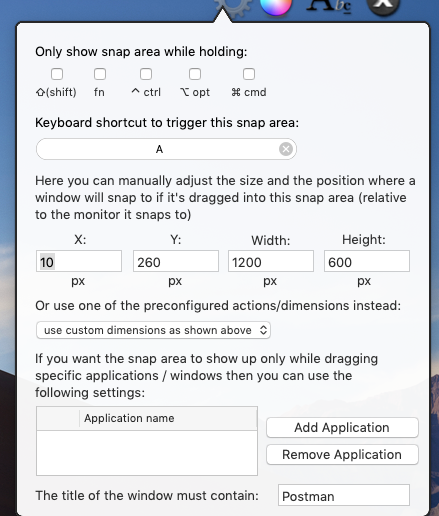 Abc
X
Only show snap area while holding:
⇧(shift) fn ⌃ ctrl ⌥ opt ⌘ cmd
Keyboard shortcut to trigger this snap area:
A
Here you can manually adjust the size and the position where a
window will snap to if it's dragged into this snap area (relative
to the monitor it snaps to)
X: Y: Width: Height:
10 260 1200 600
px px px px
Or use one of the preconfigured actions/dimensions instead:
use custom dimensions as shown above
If you want the snap area to show up only while dragging
specific applications / windows then you can use the
following settings:
Application name
Add Application
Remove Application
The title of the window must contain: Postman